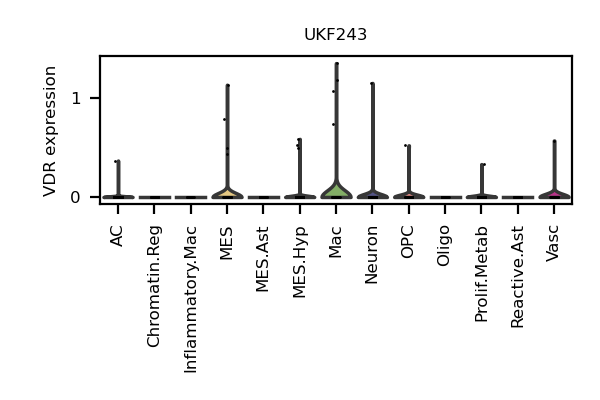 UKF243
VDR expression
1
0
AC
Chromatin.Reg
Inflammatory.Mac
MES
MES.Ast
MES.Hyp
Mac
Neuron
OPC
Oligo
Prolif.Metab
Reactive.Ast
Vasc